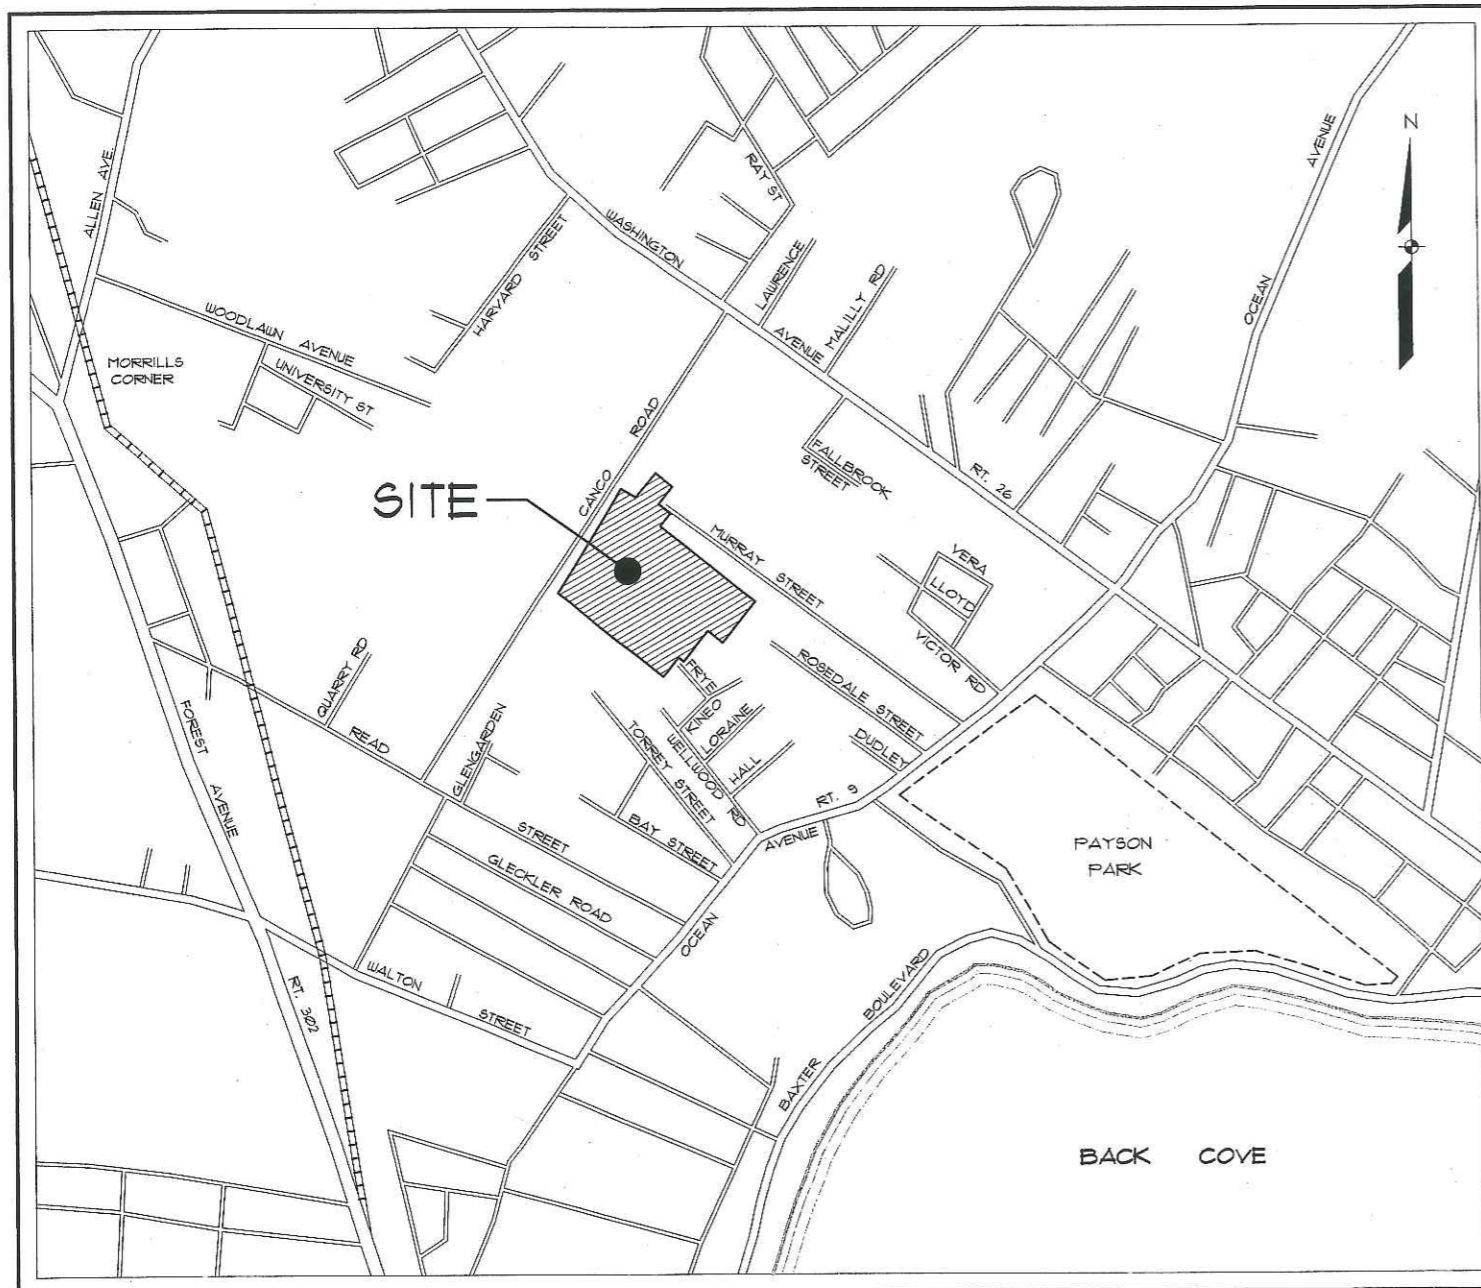 N
ALLEN AVE.
RAY ST
OCEAN AVENUE
WASHINGTON AVENUE
HARVARD STREET
LAWRENCE
MALILLY RD
WOODLAWN AVENUE
UNIVERSITY ST
MORRILLS
CORNER
CANCO ROAD
FALLBROOK
STREET
RT. 26
SITE
MURRAY STREET
VERA
LLOYD
VICTOR RD
QUARRY RD
FRYE
ROSEDALE STREET
KINEO
LORAINE
DUDLEY
FOREST AVENUE
READ STREET
GLENGARDEN
TORREY STREET
WELLWOOD RD
HALL
RT. 9
BAY STREET
OCEAN AVENUE
GLECKLER ROAD
PAYSON
PARK
WALTON STREET
RT. 302
BAXTER BOULEVARD
BACK COVE